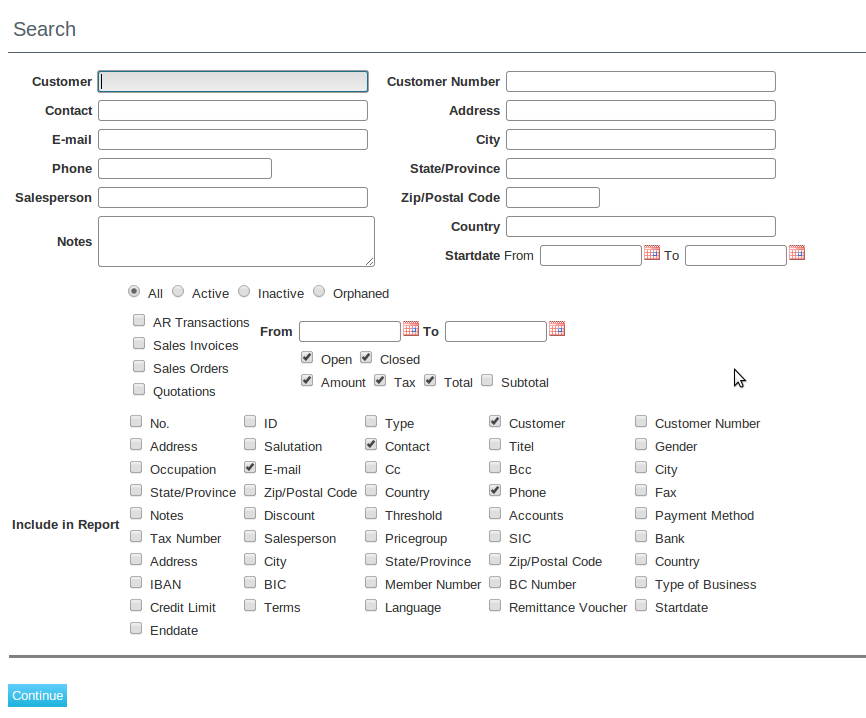 Search
Customer Customer Number
Contact Address
E-mail City
Phone State/Province
Salesperson Zip/Postal Code
Notes Country
Startdate From To
All Active Inactive Orphaned
AR Transactions From To
Sales Invoices Open Closed
Sales Orders Amount Tax Total Subtotal
Quotations
Include in Report
No. ID Type Customer Customer Number
Address Salutation Contact Titel Gender
Occupation E-mail Cc Bcc City
State/Province Zip/Postal Code Country Phone Fax
Notes Discount Threshold Accounts Payment Method
Tax Number Salesperson Pricegroup SIC Bank
Address City State/Province Zip/Postal Code Country
IBAN BIC Member Number BC Number Type of Business
Credit Limit Terms Language Remittance Voucher Startdate
Enddate
Continue